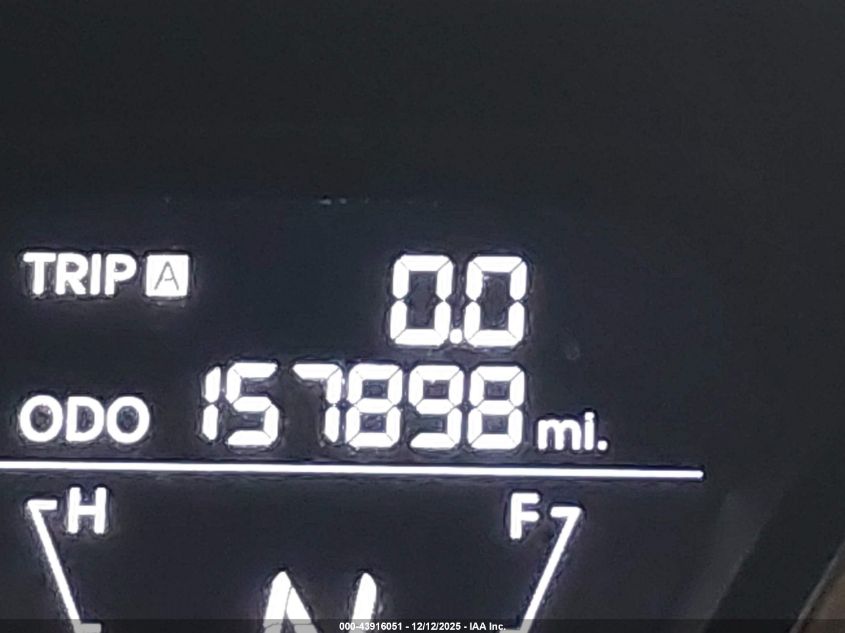 TRIP A 0.0
ODO 157898 mi.
H F
N
000-43916051 - 12/12/2025 - IAA Inc.